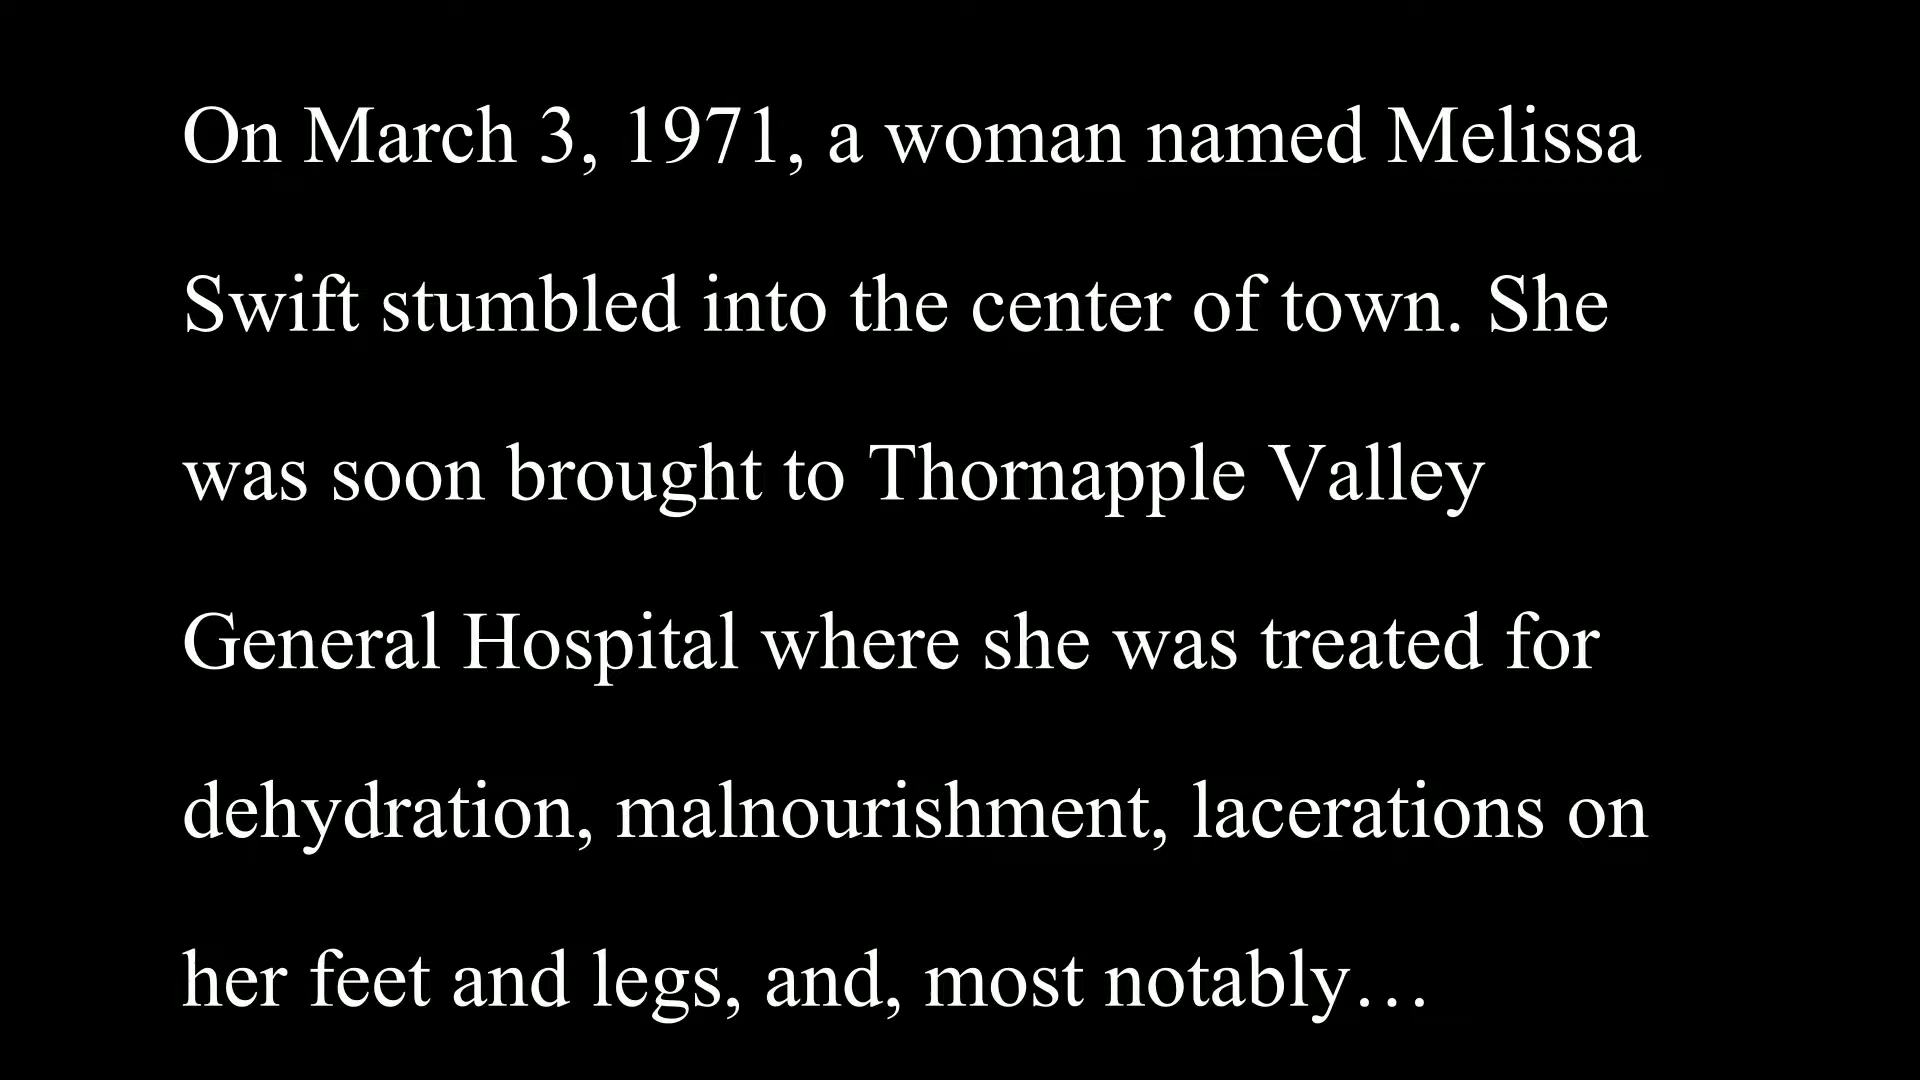 On March 3, 1971, a woman named Melissa
Swift stumbled into the center of town. She
was soon brought to Thornapple Valley
General Hospital where she was treated for
dehydration, malnourishment, lacerations on
her feet and legs, and, most notably…